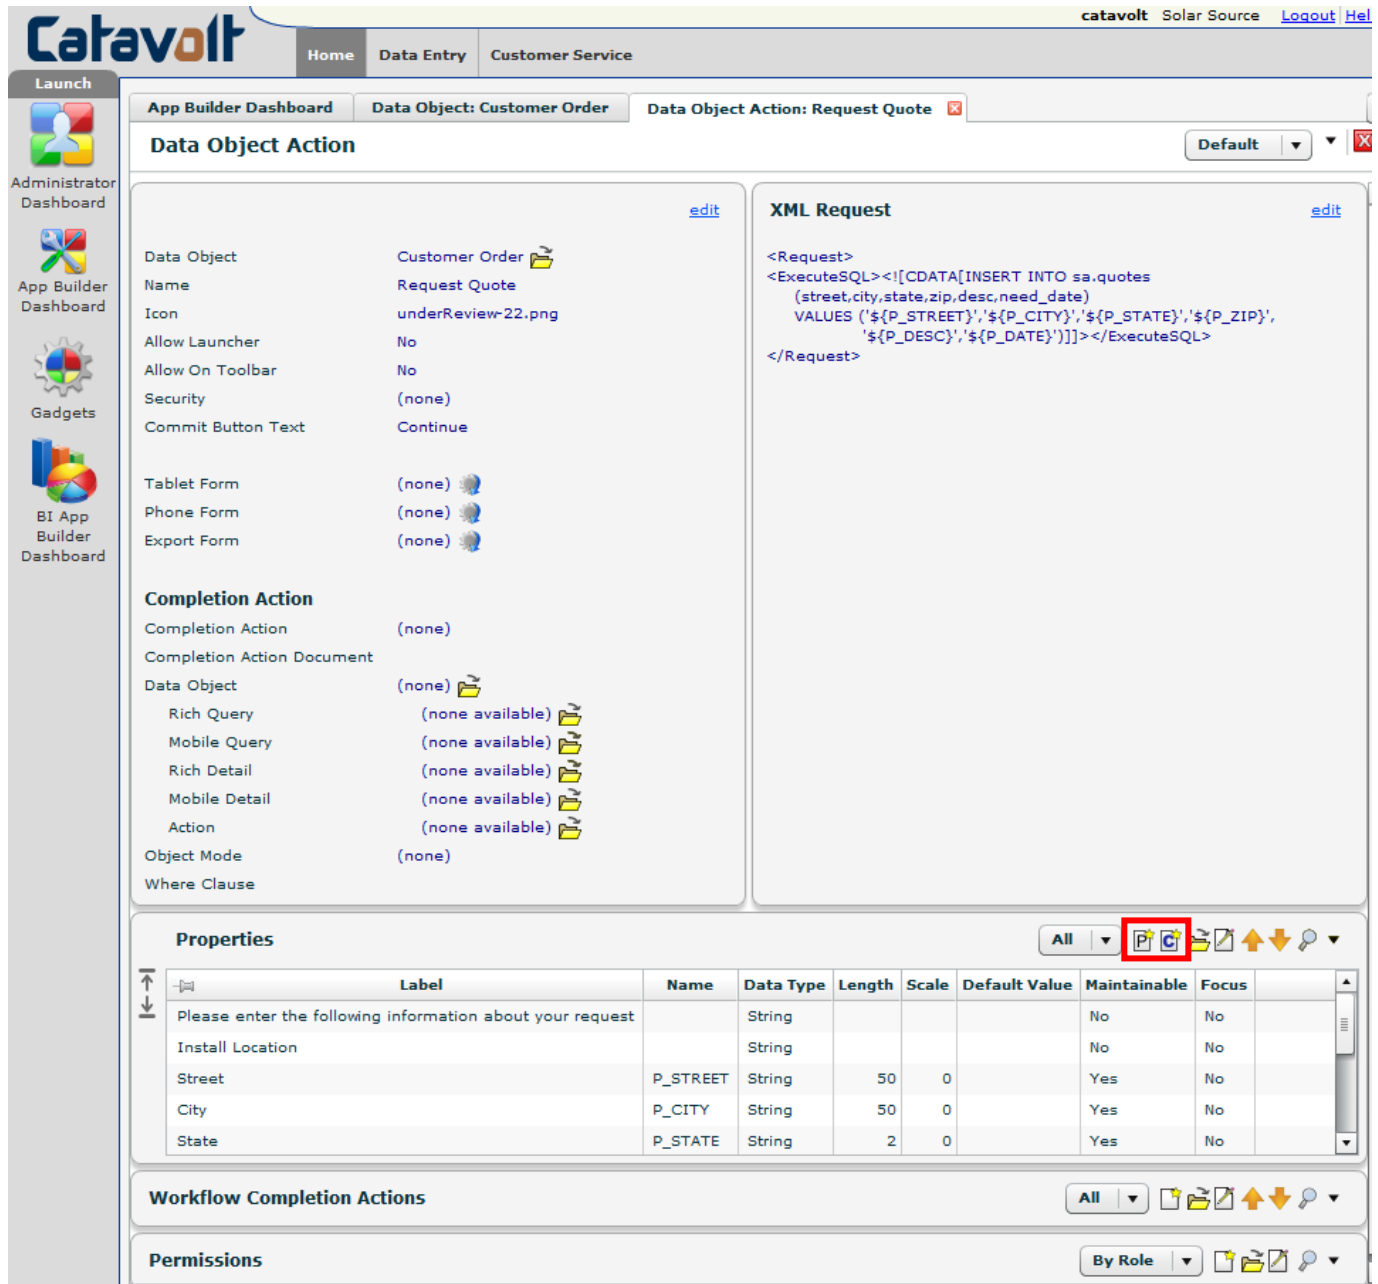 catavolt Solar Source Logout Hel
Catavolt
Home Data Entry Customer Service
Launch
Administrator
Dashboard
App Builder
Dashboard
Gadgets
BI App
Builder
Dashboard
App Builder Dashboard Data Object: Customer Order Data Object Action: Request Quote
Data Object Action Default
edit
Data Object Customer Order
Name Request Quote
Icon underReview-22.png
Allow Launcher No
Allow On Toolbar No
Security (none)
Commit Button Text Continue
Tablet Form (none)
Phone Form (none)
Export Form (none)
Completion Action
Completion Action (none)
Completion Action Document
Data Object (none)
Rich Query (none available)
Mobile Query (none available)
Rich Detail (none available)
Mobile Detail (none available)
Action (none available)
Object Mode (none)
Where Clause
XML Request edit
<Request>
<ExecuteSQL><![CDATA[INSERT INTO sa.quotes
(street,city,state,zip,desc,need_date)
VALUES ('${P_STREET}','${P_CITY}','${P_STATE}','${P_ZIP}',
'${P_DESC}','${P_DATE}')]]></ExecuteSQL>
</Request>
Properties All P C
Label Name Data Type Length Scale Default Value Maintainable Focus
Please enter the following information about your request String No No
Install Location String No No
Street P_STREET String 50 0 Yes No
City P_CITY String 50 0 Yes No
State P_STATE String 2 0 Yes No
Workflow Completion Actions All
Permissions By Role